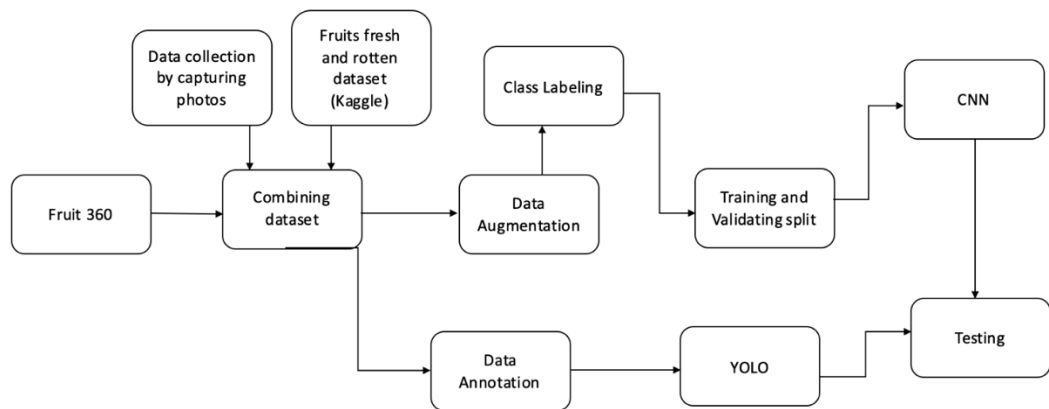 Data collection
by capturing
photos
Fruits fresh
and rotten
dataset
(Kaggle)
Class Labeling
CNN
Fruit 360
Combining
dataset
Data
Augmentation
Training and
Validating split
Data
Annotation
YOLO
Testing